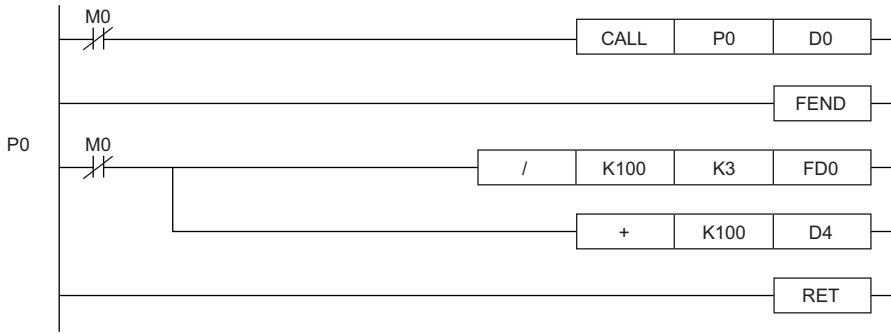 M0
CALL P0 D0
FEND
P0 M0
/ K100 K3 FD0
+ K100 D4
RET